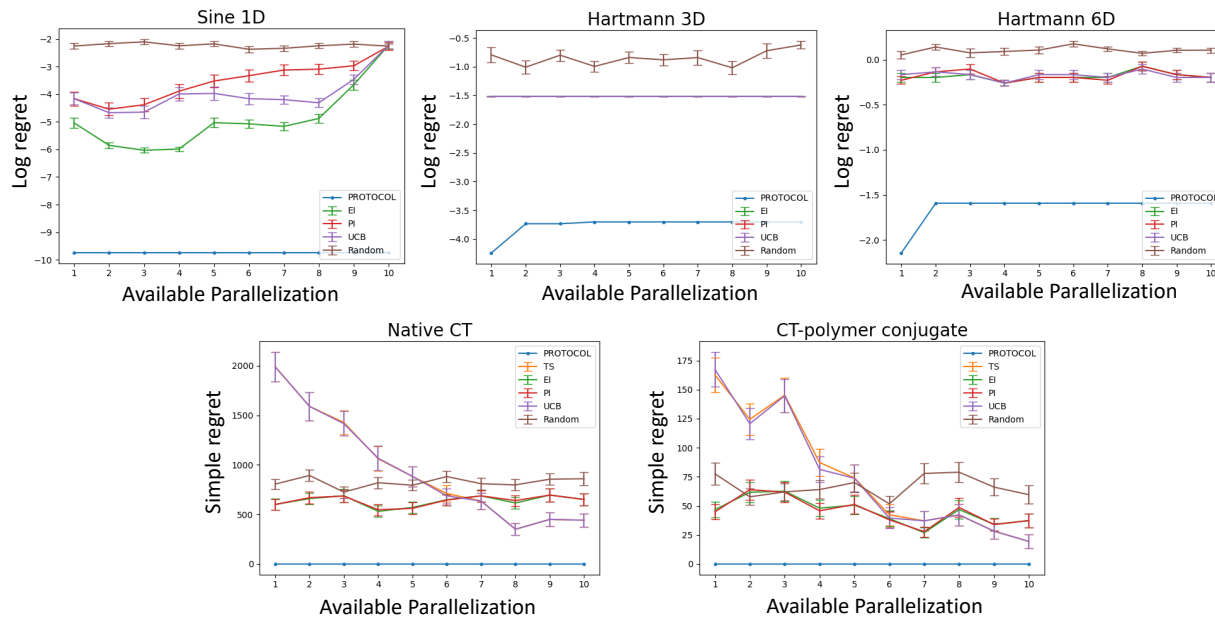 Sine 1D
Log regret
−2
−3
−4
−5
−6
−7
−8
−9
−10
PROTOCOL
EI
PI
UCB
Random
1 2 3 4 5 6 7 8 9 10
Available Parallelization
Hartmann 3D
Log regret
−0.5
−1.0
−1.5
−2.0
−2.5
−3.0
−3.5
−4.0
PROTOCOL
EI
PI
UCB
Random
1 2 3 4 5 6 7 8 9 10
Available Parallelization
Hartmann 6D
Log regret
0.0
−0.5
−1.0
−1.5
−2.0
PROTOCOL
EI
PI
UCB
Random
1 2 3 4 5 6 7 8 9 10
Available Parallelization
Native CT
Simple regret
2000
1500
1000
500
0
PROTOCOL
TS
EI
PI
UCB
Random
1 2 3 4 5 6 7 8 9 10
Available Parallelization
CT-polymer conjugate
Simple regret
175
150
125
100
75
50
25
0
PROTOCOL
TS
EI
PI
UCB
Random
1 2 3 4 5 6 7 8 9 10
Available Parallelization